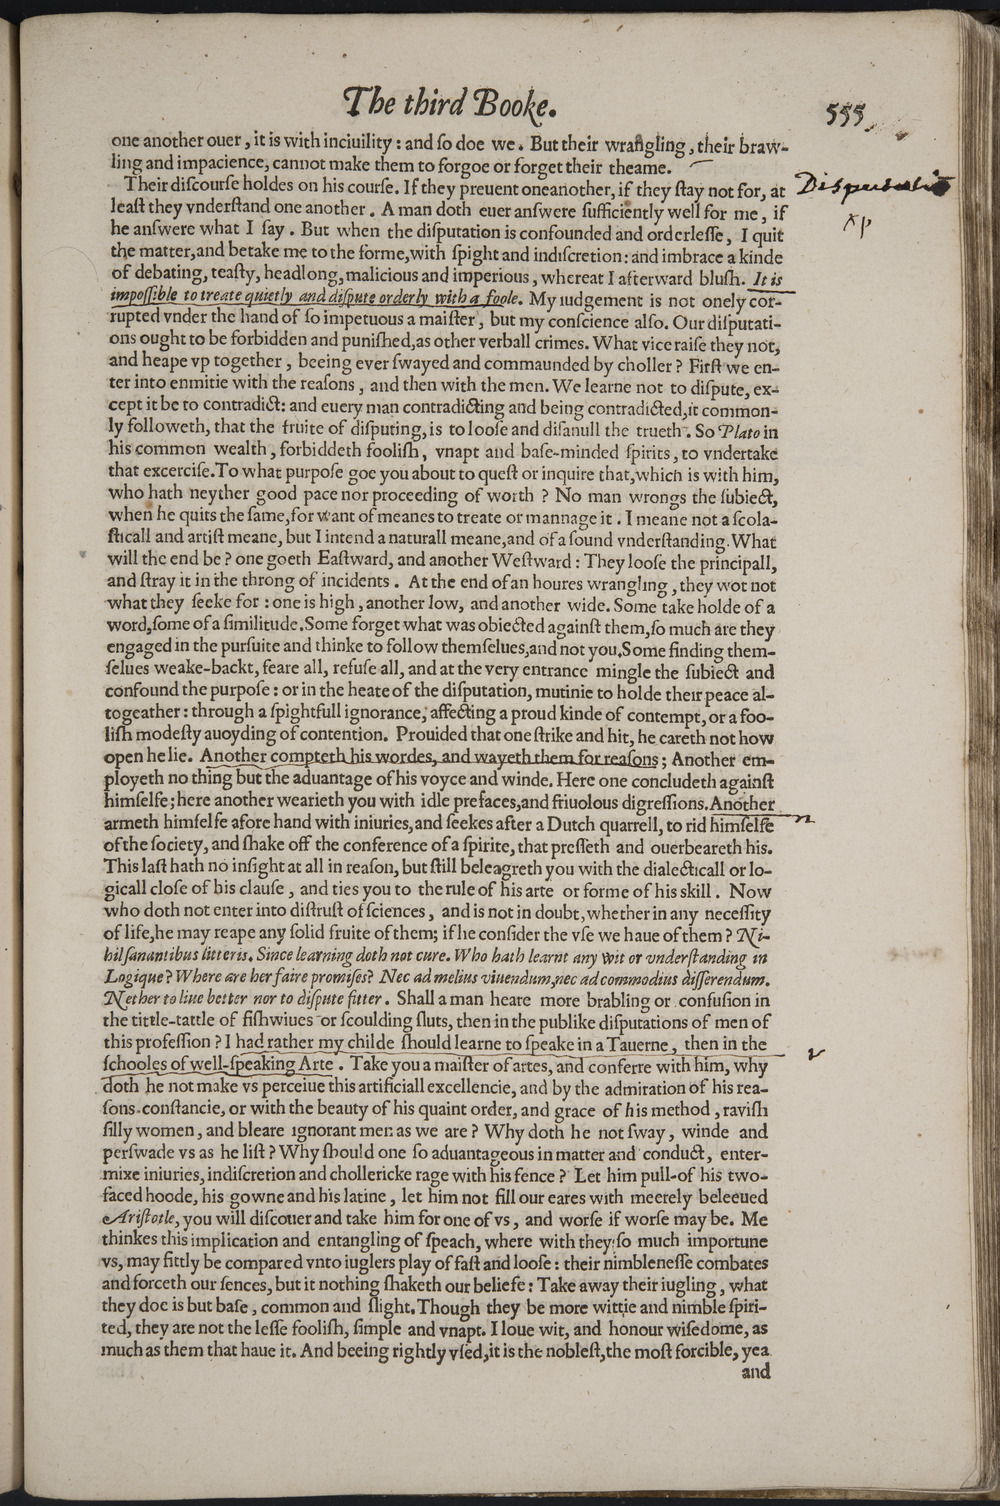 The third Booke.
555
one another ouer, it is with inciuility : and ſo doe we. But their wrangling, their braw-
ling and impacience, cannot make them to forgoe or forget their theame.
Their diſcourſe holdes on his courſe. If they preuent oneanother, if they ſtay not for, at
leaſt they vnderſtand one another. A man doth euer anſwere ſufficiently well for me, if
he anſwere what I ſay. But when the diſputation is confounded and orderleſſe, I quit
the matter, and betake me to the forme, with ſpight and indiſcretion: and imbrace a kinde
of debating, teaſty, headlong, malicious and imperious, whereat I afterward bluſh. It is
impoſſible to treate quietly and diſpute orderly with a foole. My iudgement is not onely cor-
rupted vnder the hand of ſo impetuous a maiſter, but my conſcience alſo. Our diſputati-
ons ought to be forbidden and puniſhed, as other verball crimes. What vice raiſe they not,
and heape vp together, beeing ever ſwayed and commaunded by choller? Firſt we en-
ter into enmitie with the reaſons, and then with the men. We learne not to diſpute, ex-
cept it be to contradict: and euery man contradicting and being contradicted, it common-
ly followeth, that the fruite of diſputing, is to looſe and diſanull the trueth. So Plato in
his common wealth, forbiddeth fooliſh, vnapt and baſe-minded ſpirits, to vndertake
that excerciſe. To what purpoſe goe you about to queſt or inquire that, which is with him,
who hath neyther good pace nor proceeding of worth? No man wrongs the ſubiect,
when he quits the ſame, for want of meanes to treate or mannage it. I meane not a ſcola-
ſticall and artiſt meane, but I intend a naturall meane, and of a ſound vnderſtanding. What
will the end be? one goeth Eaſtward, and another Weſtward: They looſe the principall,
and ſtray it in the throng of incidents. At the end of an houres wrangling, they wot not
what they ſeeke for: one is high, another low, and another wide. Some take holde of a
word, ſome of a ſimilitude. Some forget what was obiected againſt them, ſo much are they
engaged in the purſuite and thinke to follow themſelues, and not you. Some finding them-
ſelues weake-backt, feare all, refuſe all, and at the very entrance mingle the ſubiect and
confound the purpoſe: or in the heate of the diſputation, mutinie to holde their peace al-
togeather: through a ſpightfull ignorance, affecting a proud kinde of contempt, or a foo-
liſh modeſty auoyding of contention. Prouided that one ſtrike and hit, he careth not how
open he lie. Another compteth his wordes, and wayeth them for reaſons; Another em-
ployeth no thing but the aduantage of his voyce and winde. Here one concludeth againſt
himſelfe; here another wearieth you with idle prefaces, and friuolous digreſſions. Another
armeth himſelfe afore hand with iniuries, and ſeekes after a Dutch quarrell, to rid himſelfe
of the ſociety, and ſhake off the conference of a ſpirite, that preſſeth and ouerbeareth his.
This laſt hath no inſight at all in reaſon, but ſtill beleagreth you with the dialecticall or lo-
gicall cloſe of his clauſe, and ties you to the rule of his arte or forme of his skill. Now
who doth not enter into diſtruſt of ſciences, and is not in doubt, whether in any neceſſity
of life, he may reape any ſolid fruite of them; if he conſider the vſe we haue of them? Ni-
hil ſanantibus litteris. Since learning doth not cure. Who hath learnt any wit or vnderſtanding in
Logique? Where are her faire promiſes? Nec ad melius viuendum, nec ad commodius diſſerendum.
Nether to liue better nor to diſpute fitter. Shall a man heare more brabling or confuſion in
the tittle-tattle of fiſhwiues or ſcoulding ſluts, then in the publike diſputations of men of
this profeſſion? I had rather my childe ſhould learne to ſpeake in a Tauerne, then in the
ſchooles of well-ſpeaking Arte. Take you a maiſter of artes, and conferre with him, why
doth he not make vs perceiue this artificiall excellencie, and by the admiration of his rea-
ſons-conſtancie, or with the beauty of his quaint order, and grace of his method, rauiſh
ſilly women, and bleare ignorant men as we are? Why doth he not ſway, winde and
perſwade vs as he liſt? Why ſhould one ſo aduantageous in matter and conduct, enter-
mixe iniuries, indiſcretion and chollericke rage with his fence? Let him pull-of his two-
faced hoode, his gowne and his latine, let him not fill our eares with meerely beleeued
Ariſtotle, you will diſcouer and take him for one of vs, and worſe if worſe may be. Me
thinkes this implication and entangling of ſpeach, where with they ſo much importune
vs, may fittly be compared vnto iuglers play of faſt and looſe: their nimbleneſſe combates
and forceth our ſences, but it nothing ſhaketh our beliefe: Take away their iugling, what
they doe is but baſe, common and ſlight. Though they be more wittie and nimble ſpiri-
ted, they are not the leſſe fooliſh, ſimple and vnapt. I loue wit, and honour wiſedome, as
much as them that haue it. And beeing rightly vſed, it is the nobleſt, the moſt forcible, yea
and